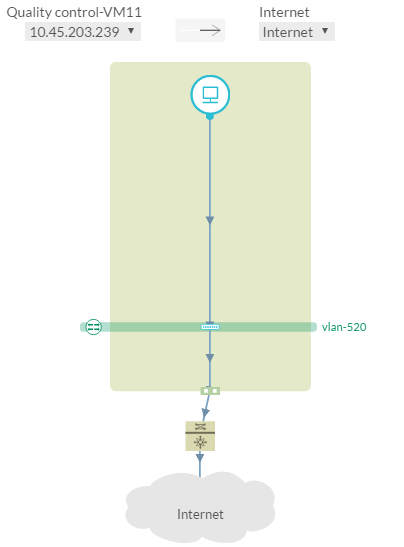 Quality control-VM11
Internet
10.45.203.239
Internet
vlan-520
Internet